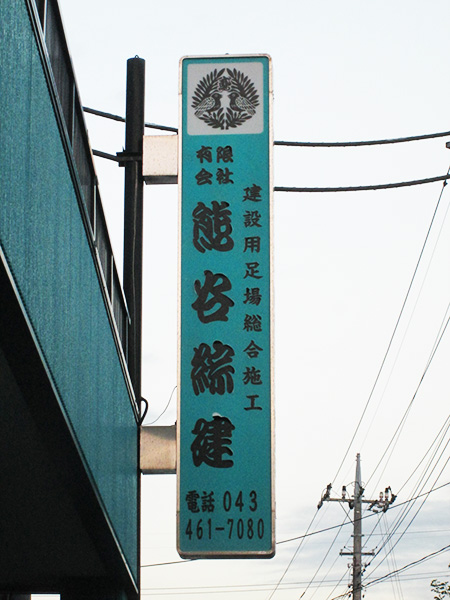 建設用足場総合施工
有限
会社
熊谷綜建
電話 043
461-7080